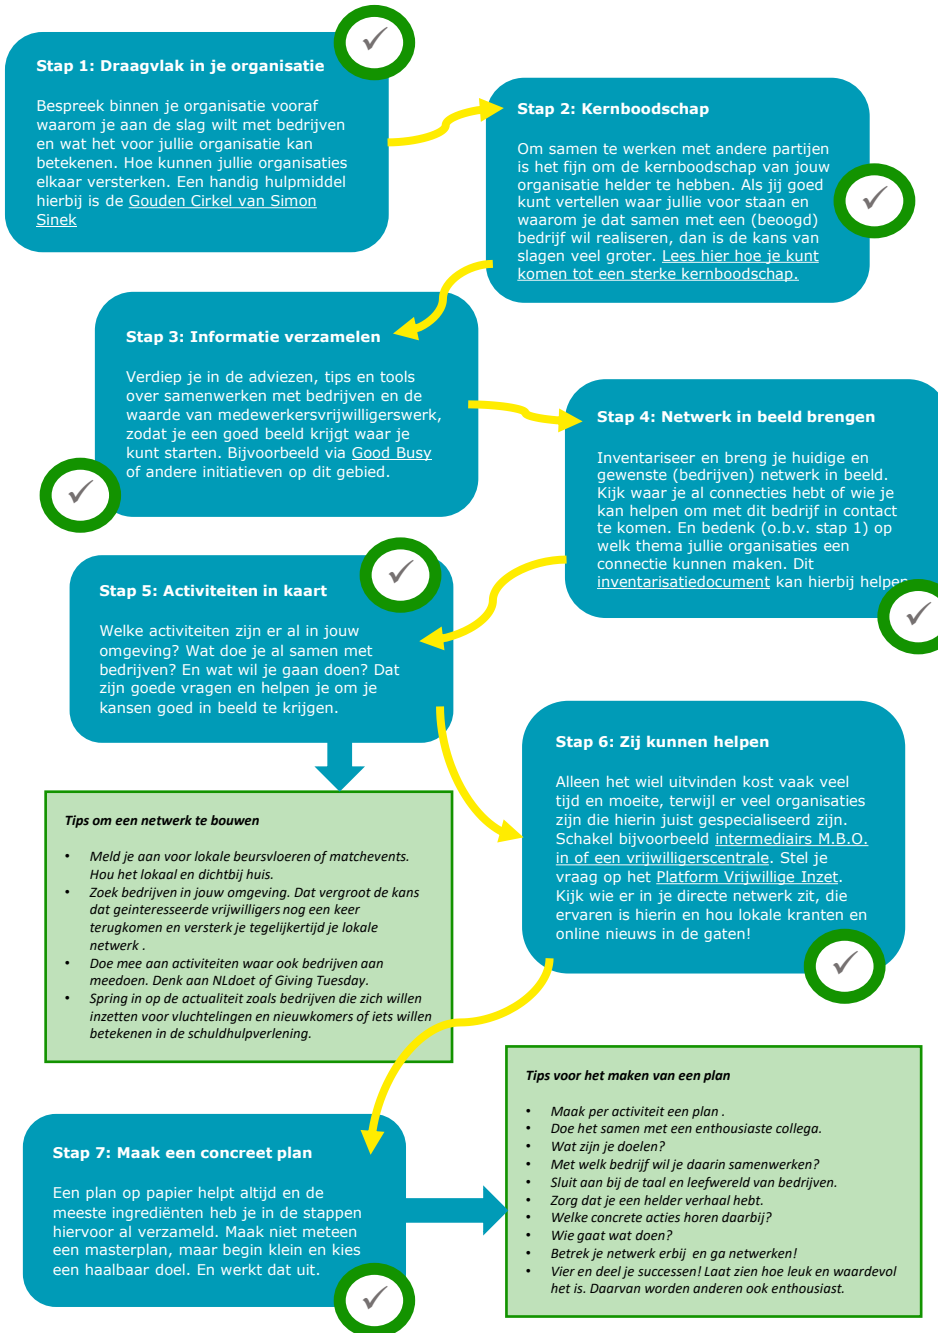 Stap 1: Draagvlak in je organisatie
Bespreek binnen je organisatie vooraf
waarom je aan de slag wilt met bedrijven
en wat het voor jullie organisatie kan
betekenen. Hoe kunnen jullie organisaties
elkaar versterken. Een handig hulpmiddel
hierbij is de Gouden Cirkel van Simon
Sinek
Stap 2: Kernboodschap
Om samen te werken met andere partijen
is het fijn om de kernboodschap van jouw
organisatie helder te hebben. Als jij goed
kunt vertellen waar jullie voor staan en
waarom je dat samen met een (beoogd)
bedrijf wil realiseren, dan is de kans van
slagen veel groter. Lees hier hoe je kunt
komen tot een sterke kernboodschap.
Stap 3: Informatie verzamelen
Verdiep je in de adviezen, tips en tools
over samenwerken met bedrijven en de
waarde van medewerkersvrijwilligerswerk,
zodat je een goed beeld krijgt waar je
kunt starten. Bijvoorbeeld via Good Busy
of andere initiatieven op dit gebied.
Stap 4: Netwerk in beeld brengen
Inventariseer en breng je huidige en
gewenste (bedrijven) netwerk in beeld.
Kijk waar je al connecties hebt of wie je
kan helpen om met dit bedrijf in contact
te komen. En bedenk (o.b.v. stap 1) op
welk thema jullie organisaties een
connectie kunnen maken. Dit
inventarisatiedocument kan hierbij helpen
Stap 5: Activiteiten in kaart
Welke activiteiten zijn er al in jouw
omgeving? Wat doe je al samen met
bedrijven? En wat wil je gaan doen? Dat
zijn goede vragen en helpen je om je
kansen goed in beeld te krijgen.
Tips om een netwerk te bouwen
• Meld je aan voor lokale beursvloeren of matchevents.
Hou het lokaal en dichtbij huis.
• Zoek bedrijven in jouw omgeving. Dat vergroot de kans
dat geinteresseerde vrijwilligers nog een keer
terugkomen en versterk je tegelijkertijd je lokale
netwerk .
• Doe mee aan activiteiten waar ook bedrijven aan
meedoen. Denk aan NLdoet of Giving Tuesday.
• Spring in op de actualiteit zoals bedrijven die zich willen
inzetten voor vluchtelingen en nieuwkomers of iets willen
betekenen in de schuldhulpverlening.
Stap 6: Zij kunnen helpen
Alleen het wiel uitvinden kost vaak veel
tijd en moeite, terwijl er veel organisaties
zijn die hierin juist gespecialiseerd zijn.
Schakel bijvoorbeeld intermediairs M.B.O.
in of een vrijwilligerscentrale. Stel je
vraag op het Platform Vrijwillige Inzet.
Kijk wie er in je directe netwerk zit, die
ervaren is hierin en hou lokale kranten en
online nieuws in de gaten!
Stap 7: Maak een concreet plan
Een plan op papier helpt altijd en de
meeste ingrediënten heb je in de stappen
hiervoor al verzameld. Maak niet meteen
een masterplan, maar begin klein en kies
een haalbaar doel. En werkt dat uit.
Tips voor het maken van een plan
• Maak per activiteit een plan .
• Doe het samen met een enthousiaste collega.
• Wat zijn je doelen?
• Met welk bedrijf wil je daarin samenwerken?
• Sluit aan bij de taal en leefwereld van bedrijven.
• Zorg dat je een helder verhaal hebt.
• Welke concrete acties horen daarbij?
• Wie gaat wat doen?
• Betrek je netwerk erbij en ga netwerken!
• Vier en deel je successen! Laat zien hoe leuk en waardevol
het is. Daarvan worden anderen ook enthousiast.